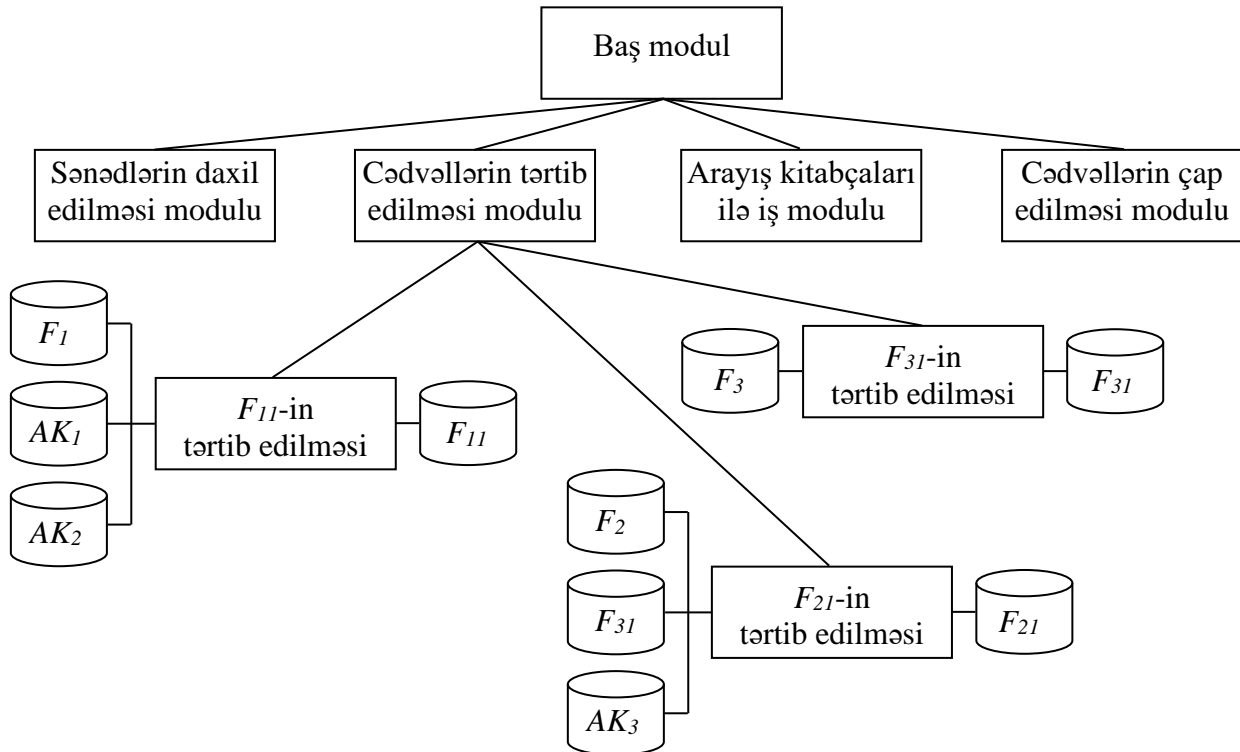 Baş modul
Sənədlərin daxil
edilməsi modulu
Cədvəllərin tərtib
edilməsi modulu
Arayış kitabçaları
ilə iş modulu
Cədvəllərin çap
edilməsi modulu
F1
AK1
AK2
F11-in
tərtib edilməsi
F11
F3
F31-in
tərtib edilməsi
F31
F2
F31
AK3
F21-in
tərtib edilməsi
F21